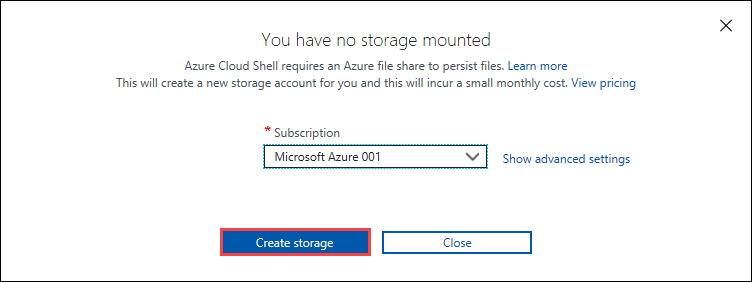 You have no storage mounted
Azure Cloud Shell requires an Azure file share to persist files. Learn more
This will create a new storage account for you and this will incur a small monthly cost. View pricing
* Subscription
Microsoft Azure 001
Show advanced settings
Create storage
Close